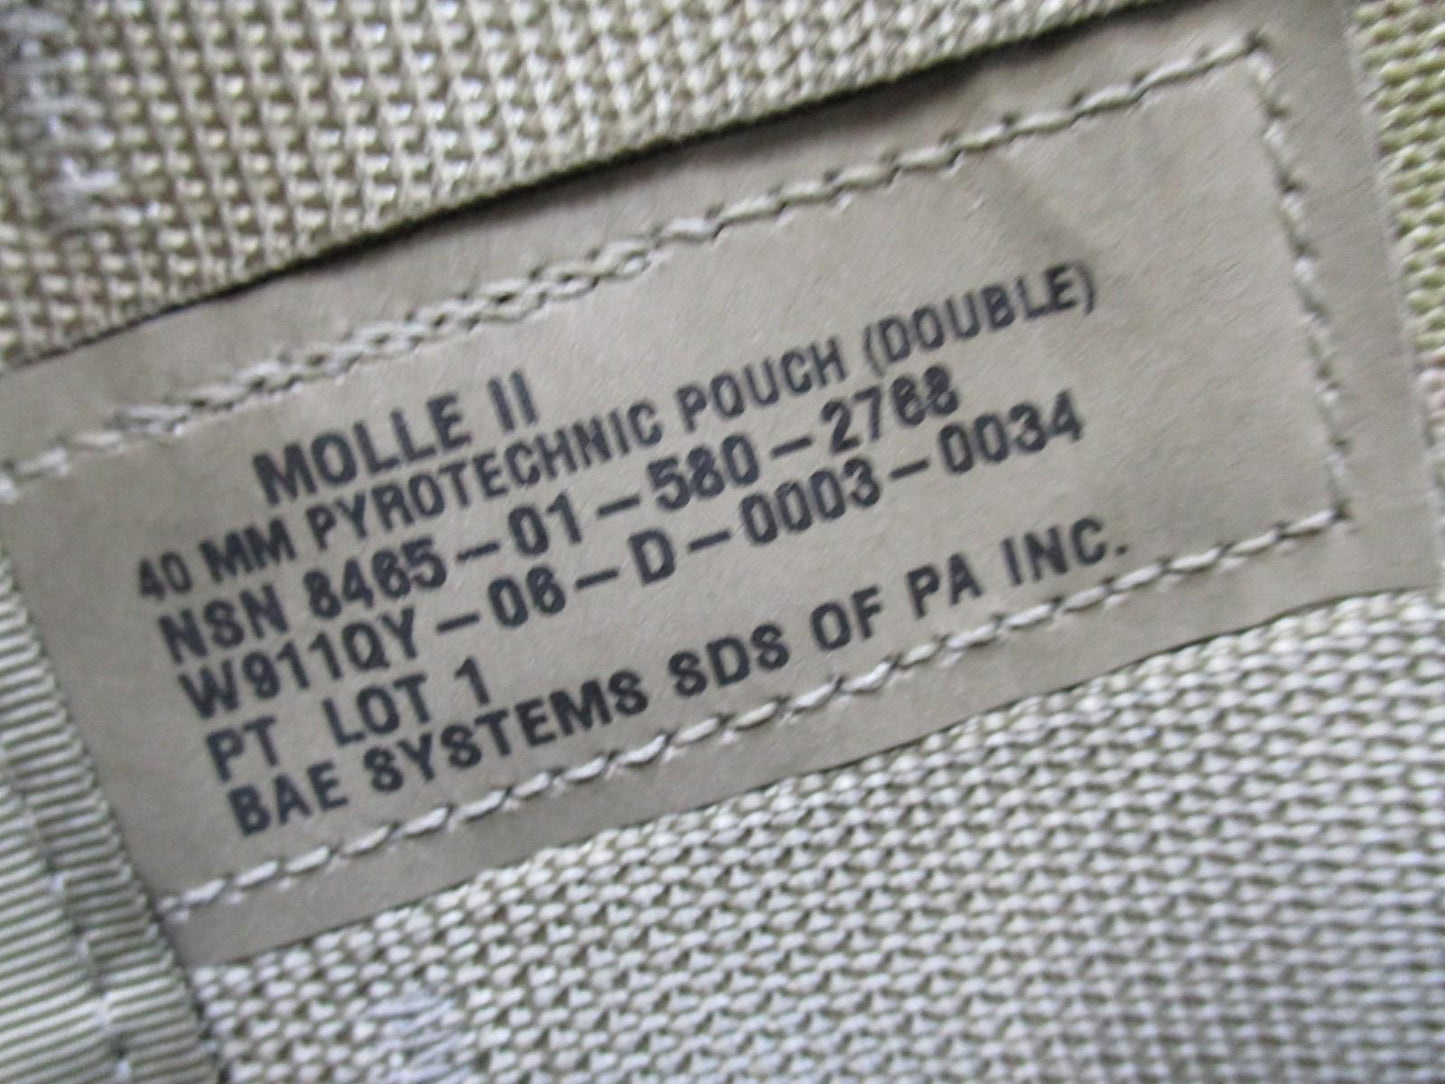 MOLLE II
40 MM PYROTECHNIC POUCH (DOUBLE)
NSN 8465-01-580-2768
W911QY-06-D-0003-0034
PT LOT 1
BAE SYSTEMS SDS OF PA INC.